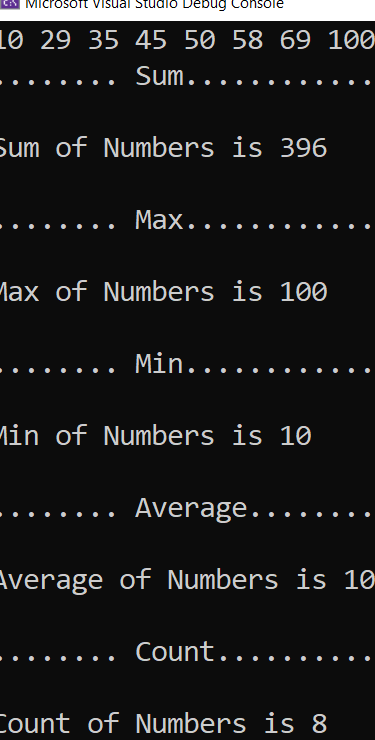 Microsoft Visual Studio Debug Console
10 29 35 45 50 58 69 100
........ Sum............
Sum of Numbers is 396
........ Max............
Max of Numbers is 100
........ Min............
Min of Numbers is 10
........ Average........
Average of Numbers is 10
........ Count..........
Count of Numbers is 8